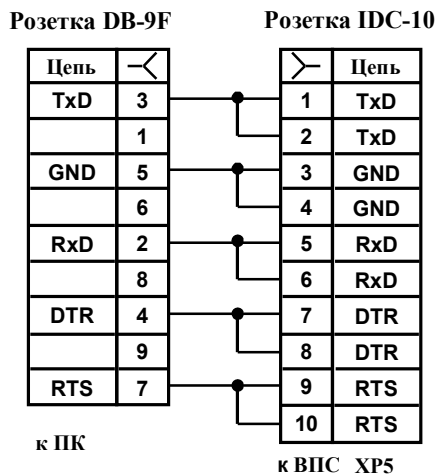 Розетка DB-9F Розетка IDC-10
Цепь Цепь
TxD 3 1 TxD
1 2 TxD
GND 5 3 GND
6 4 GND
RxD 2 5 RxD
8 6 RxD
DTR 4 7 DTR
9 8 DTR
RTS 7 9 RTS
10 RTS
к ПК
к ВПС ХР5